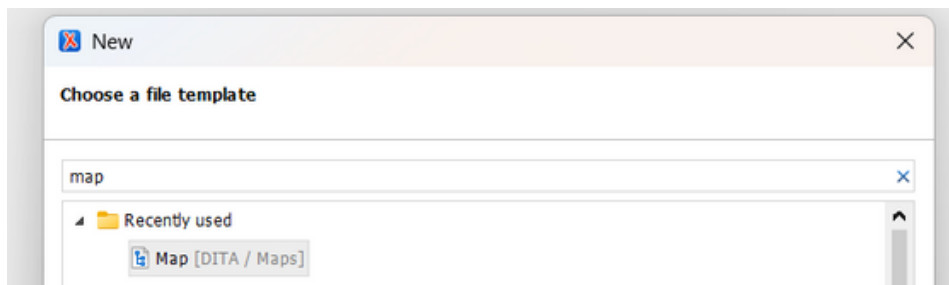 New
Choose a file template
map
Recently used
Map [DITA / Maps]